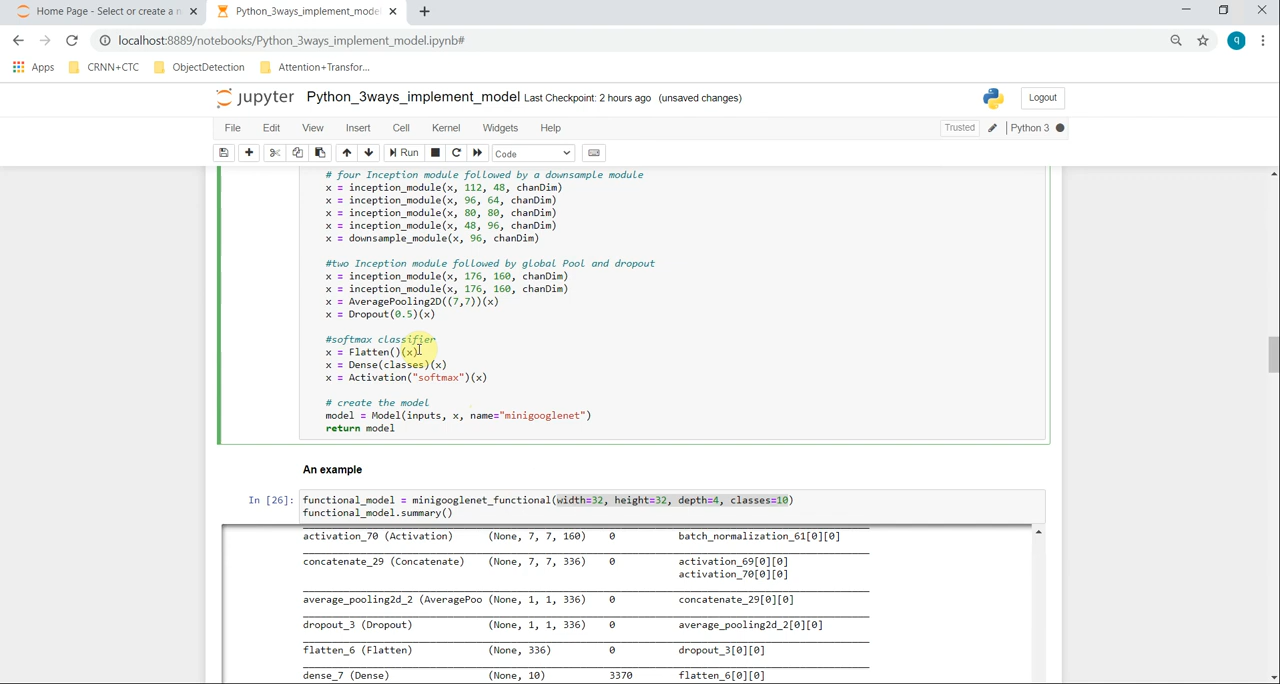 Home Page - Select or create a n
Python_3ways_implement_mode
localhost:8889/notebooks/Python_3ways_implement_model.ipynb#
q
Apps CRNN+CTC ObjectDetection Attention+Transfor...
jupyter Python_3ways_implement_model Last Checkpoint: 2 hours ago (unsaved changes)
Logout
File Edit View Insert Cell Kernel Widgets Help Trusted Python 3
Run Code
# four Inception module followed by a downsample module
x = inception_module(x, 112, 48, chanDim)
x = inception_module(x, 96, 64, chanDim)
x = inception_module(x, 80, 80, chanDim)
x = inception_module(x, 48, 96, chanDim)
x = downsample_module(x, 96, chanDim)
#two Inception module followed by global Pool and dropout
x = inception_module(x, 176, 160, chanDim)
x = inception_module(x, 176, 160, chanDim)
x = AveragePooling2D((7,7))(x)
x = Dropout(0.5)(x)
#softmax classifier
x = Flatten()(x)
x = Dense(classes)(x)
x = Activation("softmax")(x)
# create the model
model = Model(inputs, x, name="minigooglenet")
return model
An example
In [26]: functional_model = minigooglenet_functional(width=32, height=32, depth=4, classes=10)
functional_model.summary()
activation_70 (Activation) (None, 7, 7, 160) 0 batch_normalization_61[0][0]
concatenate_29 (Concatenate) (None, 7, 7, 336) 0 activation_69[0][0]
activation_70[0][0]
average_pooling2d_2 (AveragePoo (None, 1, 1, 336) 0 concatenate_29[0][0]
dropout_3 (Dropout) (None, 1, 1, 336) 0 average_pooling2d_2[0][0]
flatten_6 (Flatten) (None, 336) 0 dropout_3[0][0]
dense_7 (Dense) (None, 10) 3370 flatten_6[0][0]